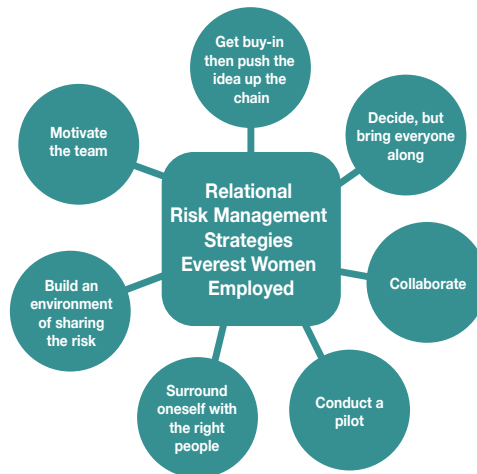 Get buy-in
then push the
idea up the
chain
Decide, but
bring everyone
along
Collaborate
Conduct a
pilot
Surround
oneself with
the right
people
Build an
environment
of sharing
the risk
Motivate
the team
Relational
Risk Management
Strategies
Everest Women
Employed